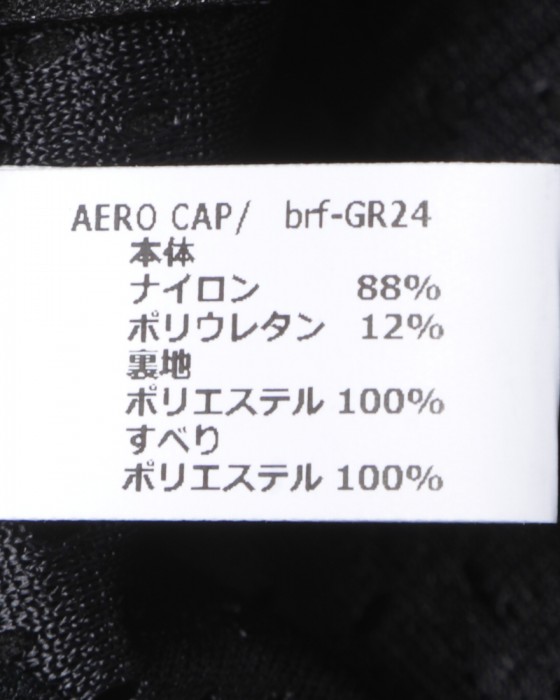 AERO CAP/ brf-GR24
本体
ナイロン 88%
ポリウレタン 12%
裏地
ポリエステル 100%
すべり
ポリエステル 100%